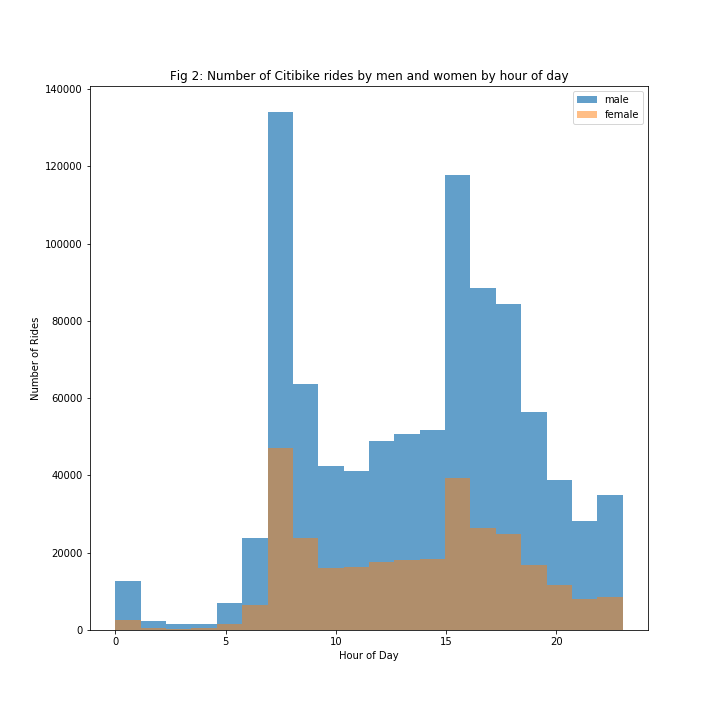 Fig 2: Number of Citibike rides by men and women by hour of day
male
female
140000
120000
100000
80000
60000
40000
20000
0
Number of Rides
0 5 10 15 20
Hour of Day